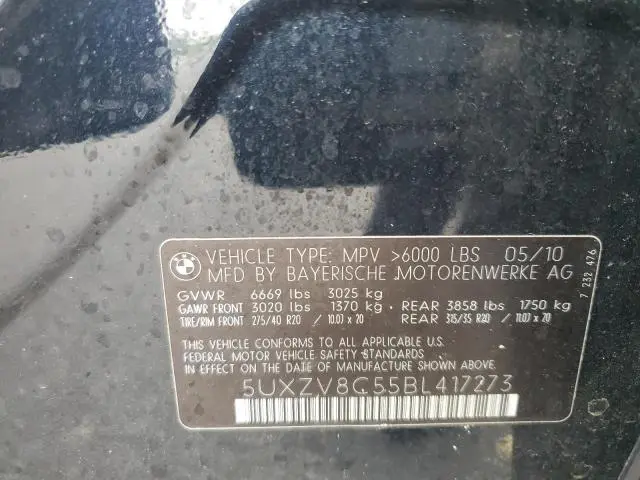 BMW
VEHICLE TYPE: MPV >6000 LBS 05/10
MFD BY BAYERISCHE MOTORENWERKE AG
GVWR 6669 lbs 3025 kg
GAWR FRONT 3020 lbs 1370 kg - REAR 3858 lbs 1750 kg
TIRE/RIM FRONT 275/40 R20 / 10.0J x 20 REAR 315/35 R20 / 11.0J x 20
THIS VEHICLE CONFORMS TO ALL APPLICABLE U.S.
FEDERAL MOTOR VEHICLE SAFETY STANDARDS
IN EFFECT ON THE DATE OF MANUFACTURE SHOWN ABOVE.
5UXZV8C55BL417273
7 232 476